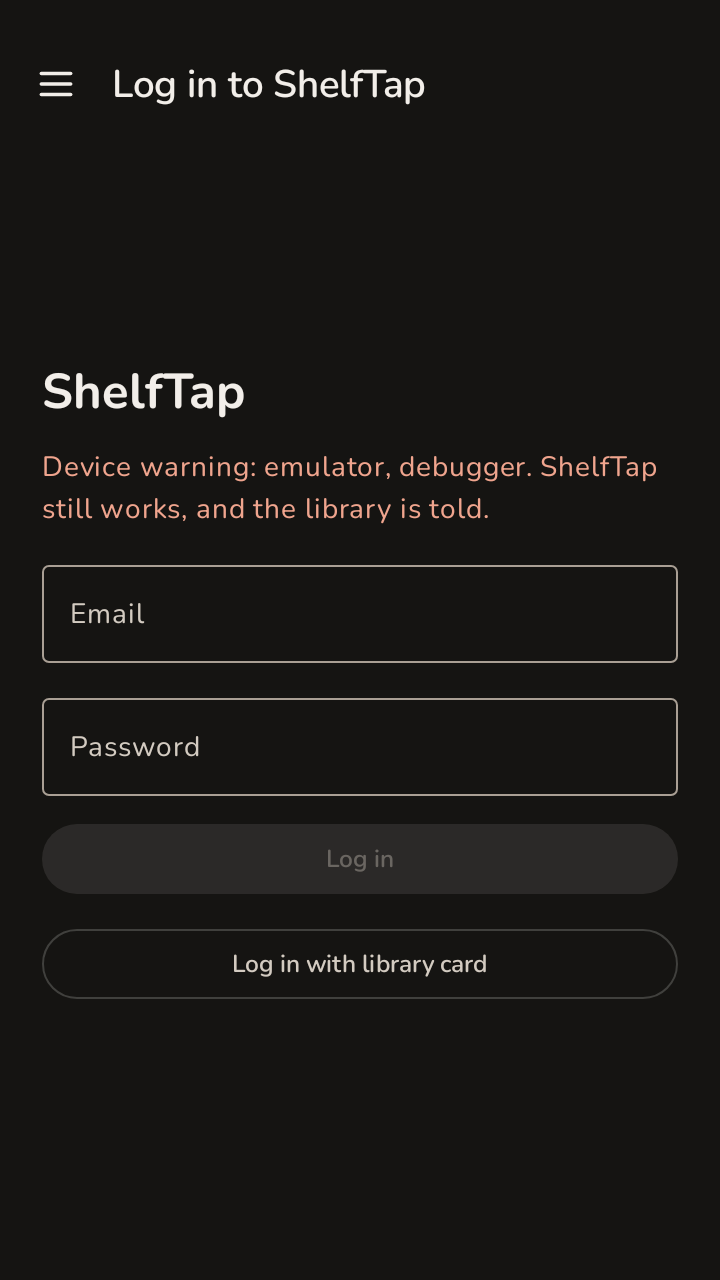 Log in to ShelfTap
ShelfTap
Device warning: emulator, debugger. ShelfTap
still works, and the library is told.
Email
Password
Log in
Log in with library card